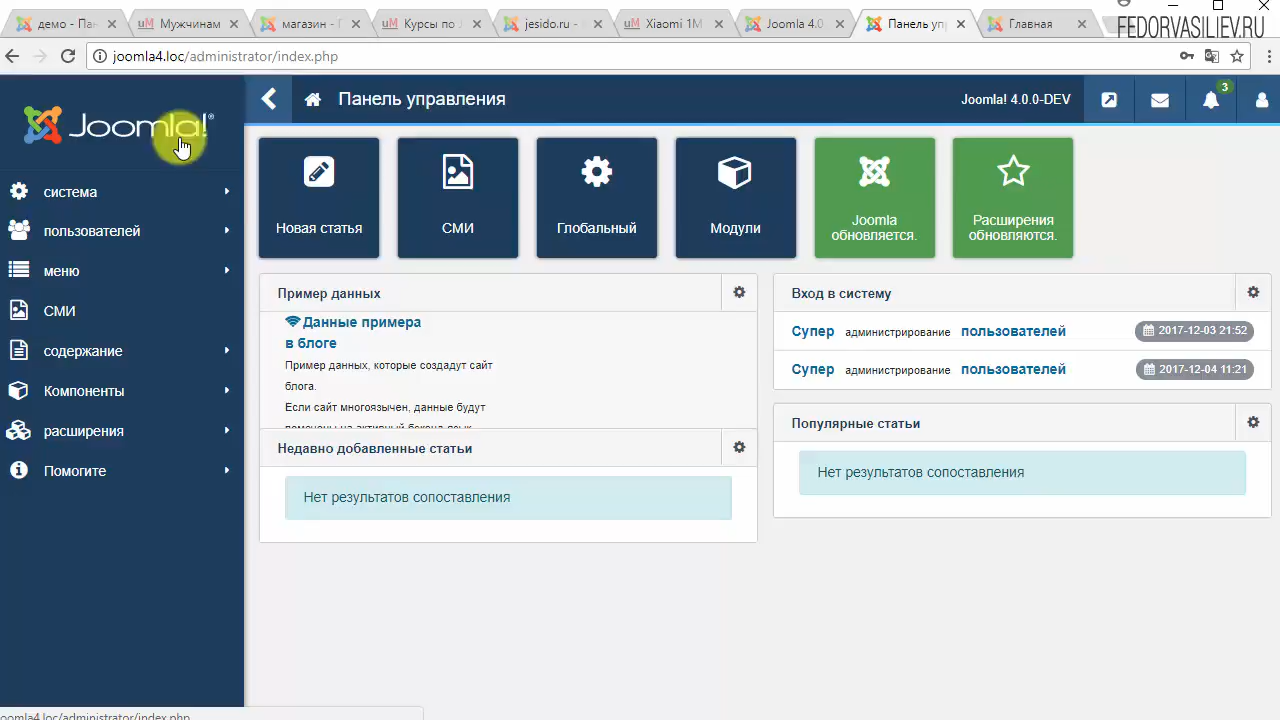 демо - Пан
Мужчинам
магазин - П
Курсы по J
jesido.ru -
Xiaomi 1M
Joomla 4.0
Панель упр
Главная
FEDORVASILIEV.RU
joomla4.loc/administrator/index.php
Joomla!®
Панель управления
Joomla! 4.0.0-DEV
3
система
пользователей
меню
СМИ
содержание
Компоненты
расширения
Помогите
Новая статья
СМИ
Глобальный
Модули
Joomla
обновляется.
Расширения
обновляются.
Пример данных
Данные примера
в блоге
Пример данных, которые создадут сайт
блога.
Если сайт многоязычен, данные будут
Недавно добавленные статьи
Нет результатов сопоставления
Вход в систему
Супер администрирование пользователей 2017-12-03 21:52
Супер администрирование пользователей 2017-12-04 11:21
Популярные статьи
Нет результатов сопоставления
joomla4.loc/administrator/index.php